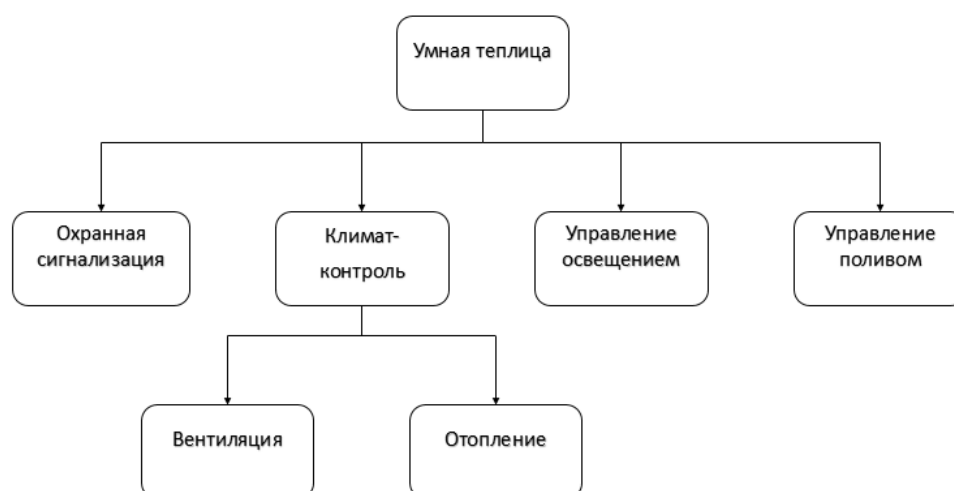 Умная теплица
Охранная
сигнализация
Климат-
контроль
Управление
освещением
Управление
поливом
Вентиляция
Отопление